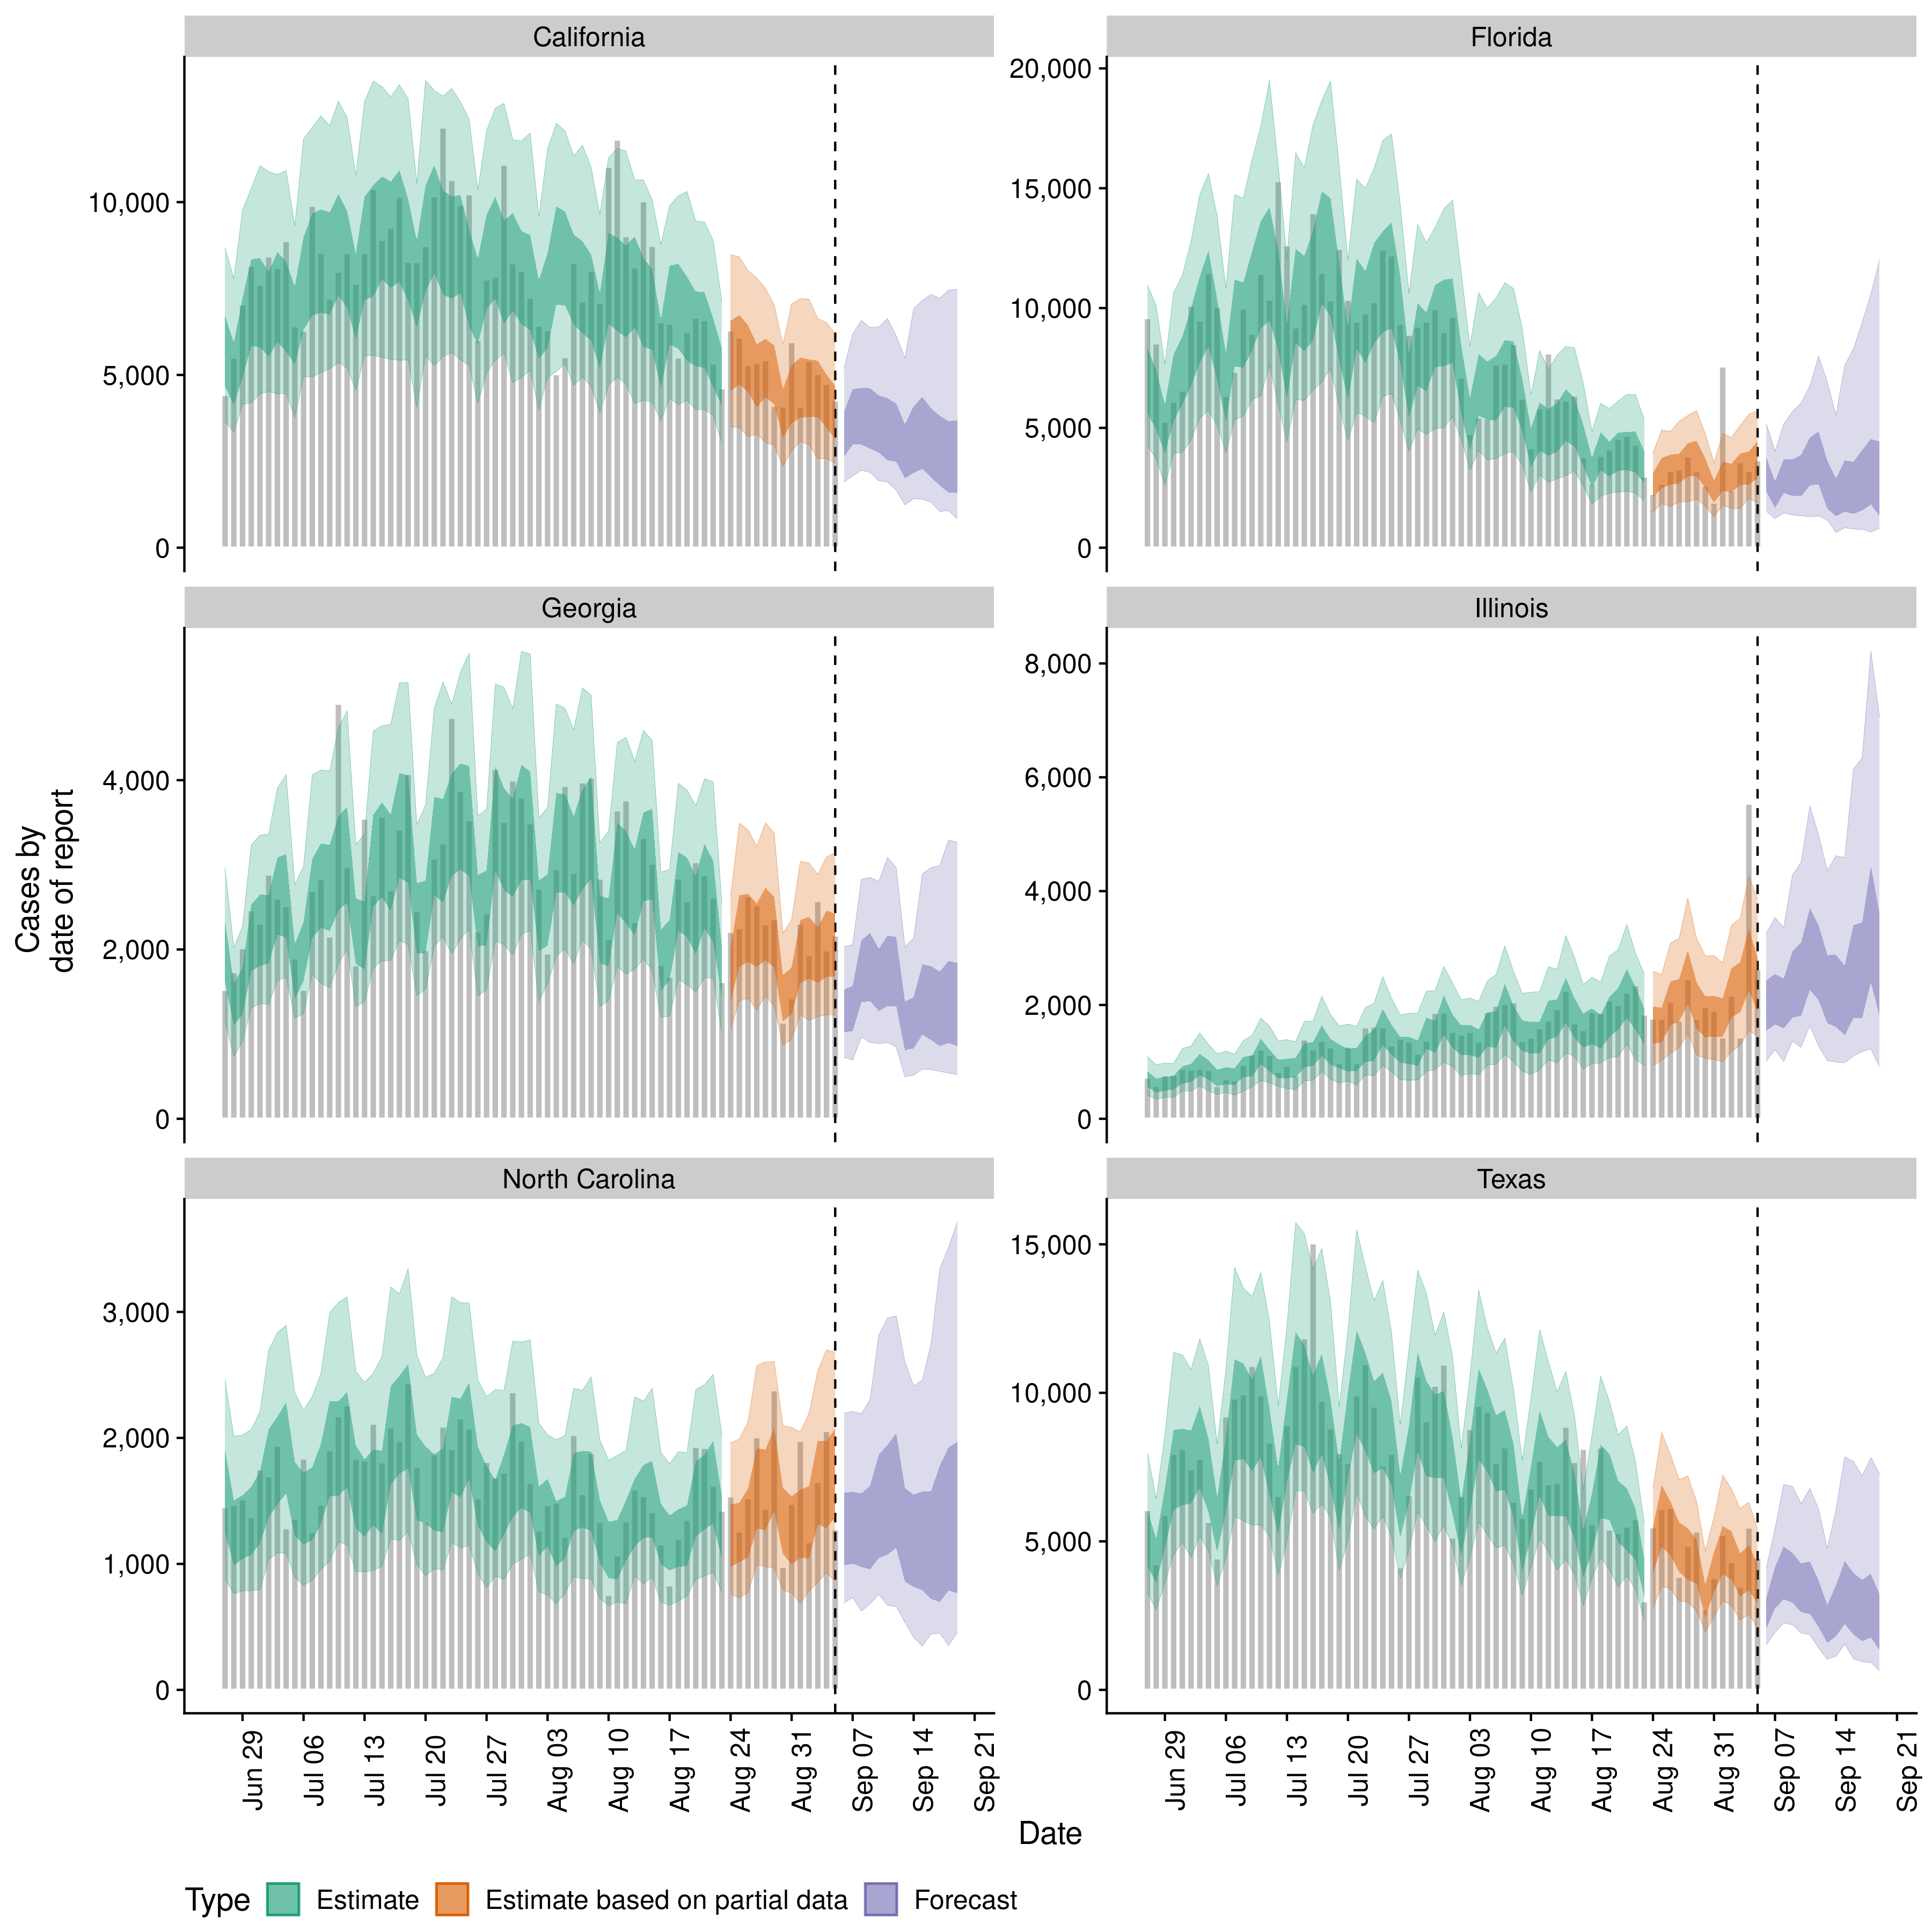 California
Florida
20,000
15,000
10,000
5,000
0
10,000
5,000
0
Georgia
Illinois
4,000
2,000
0
8,000
6,000
4,000
2,000
0
Cases by
date of report
North Carolina
Texas
3,000
2,000
1,000
0
15,000
10,000
5,000
0
Jun 29
Jul 06
Jul 13
Jul 20
Jul 27
Aug 03
Aug 10
Aug 17
Aug 24
Aug 31
Sep 07
Sep 14
Sep 21
Jun 29
Jul 06
Jul 13
Jul 20
Jul 27
Aug 03
Aug 10
Aug 17
Aug 24
Aug 31
Sep 07
Sep 14
Sep 21
Date
Type Estimate Estimate based on partial data Forecast